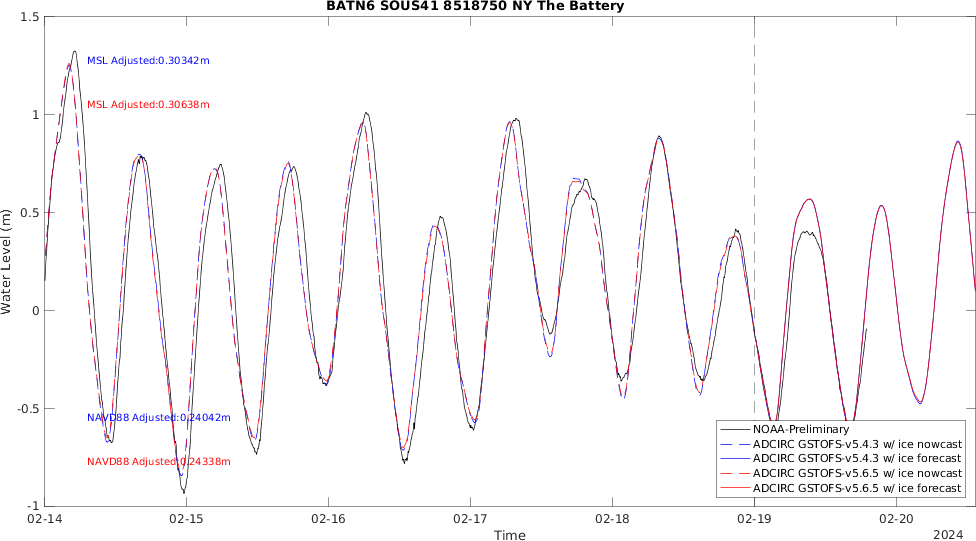 BATN6 SOUS41 8518750 NY The Battery
1.5
MSL Adjusted:0.30342m
MSL Adjusted:0.30638m
1
0.5
Water Level (m)
0
-0.5
NAVD88 Adjusted:0.24042m
NAVD88 Adjusted:0.24338m
-1
NOAA-Preliminary
ADCIRC GSTOFS-v5.4.3 w/ ice nowcast
ADCIRC GSTOFS-v5.4.3 w/ ice forecast
ADCIRC GSTOFS-v5.6.5 w/ ice nowcast
ADCIRC GSTOFS-v5.6.5 w/ ice forecast
02-14 02-15 02-16 02-17 02-18 02-19 02-20
Time
2024